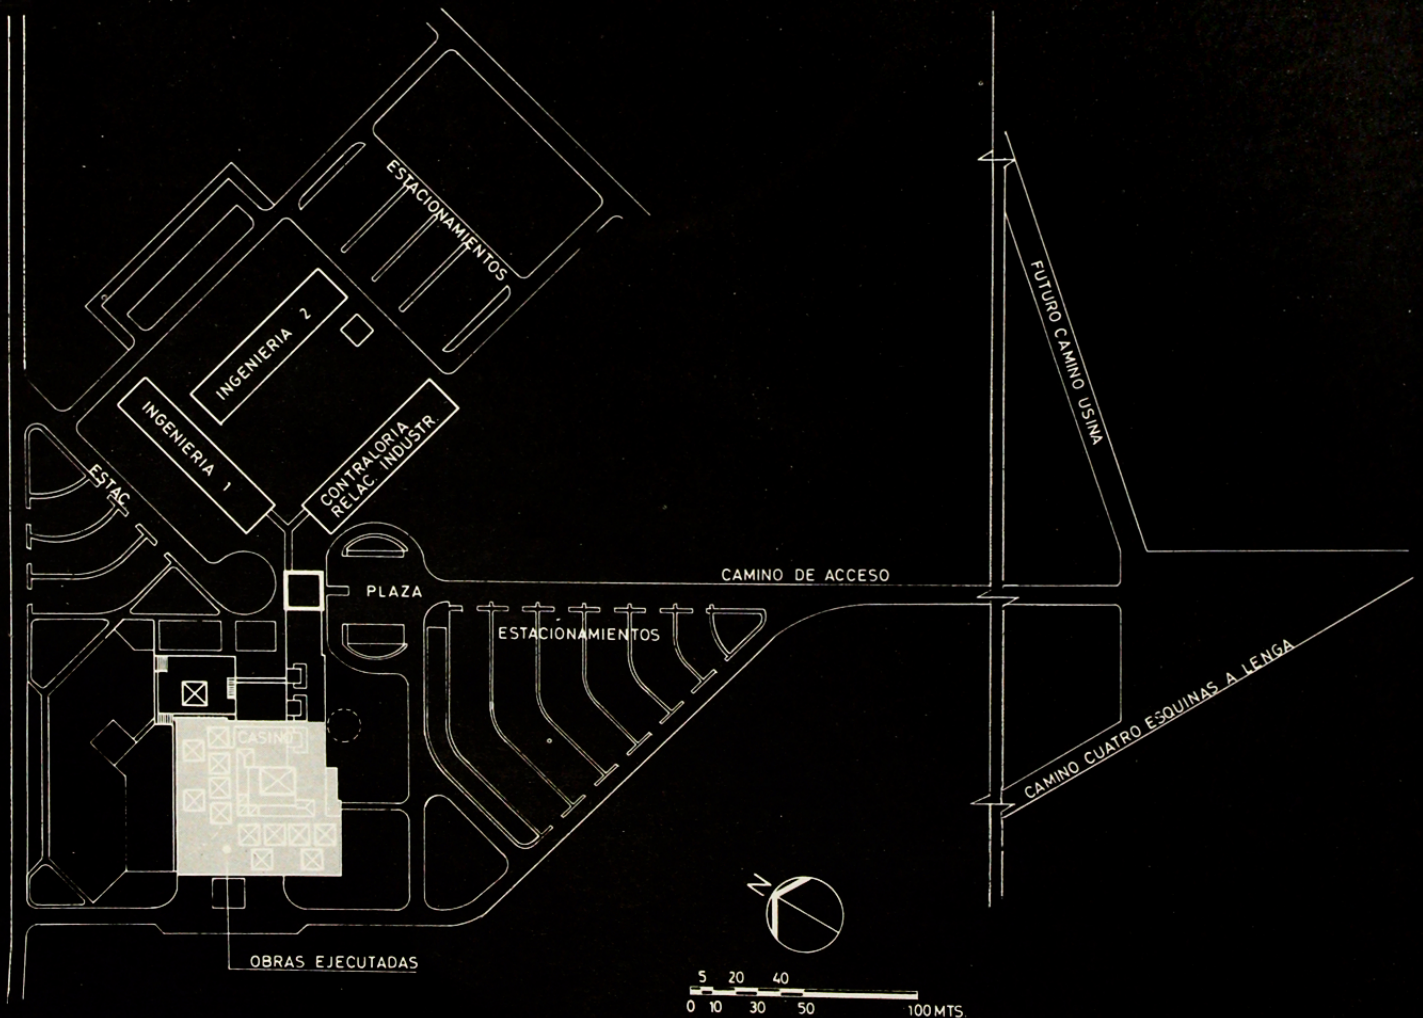 ESTACIONAMIENTOS
INGENIERIA 2
INGENIERIA 1
CONTRALORIA
RELAC. INDUSTR.
ESTAC.
FUTURO CAMINO USINA
PLAZA
CAMINO DE ACCESO
ESTACIONAMIENTOS
CAMINO CUATRO ESQUINAS A LENGA
CASINO
OBRAS EJECUTADAS
N
5 20 40
0 10 30 50 100 MTS.